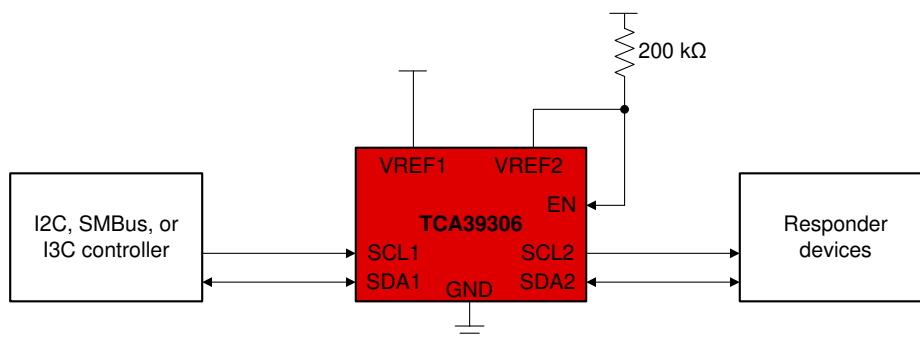 200 kΩ
VREF1
VREF2
EN
I2C, SMBus, or
I3C controller
TCA39306
Responder
devices
SCL1
SCL2
SDA1
SDA2
GND